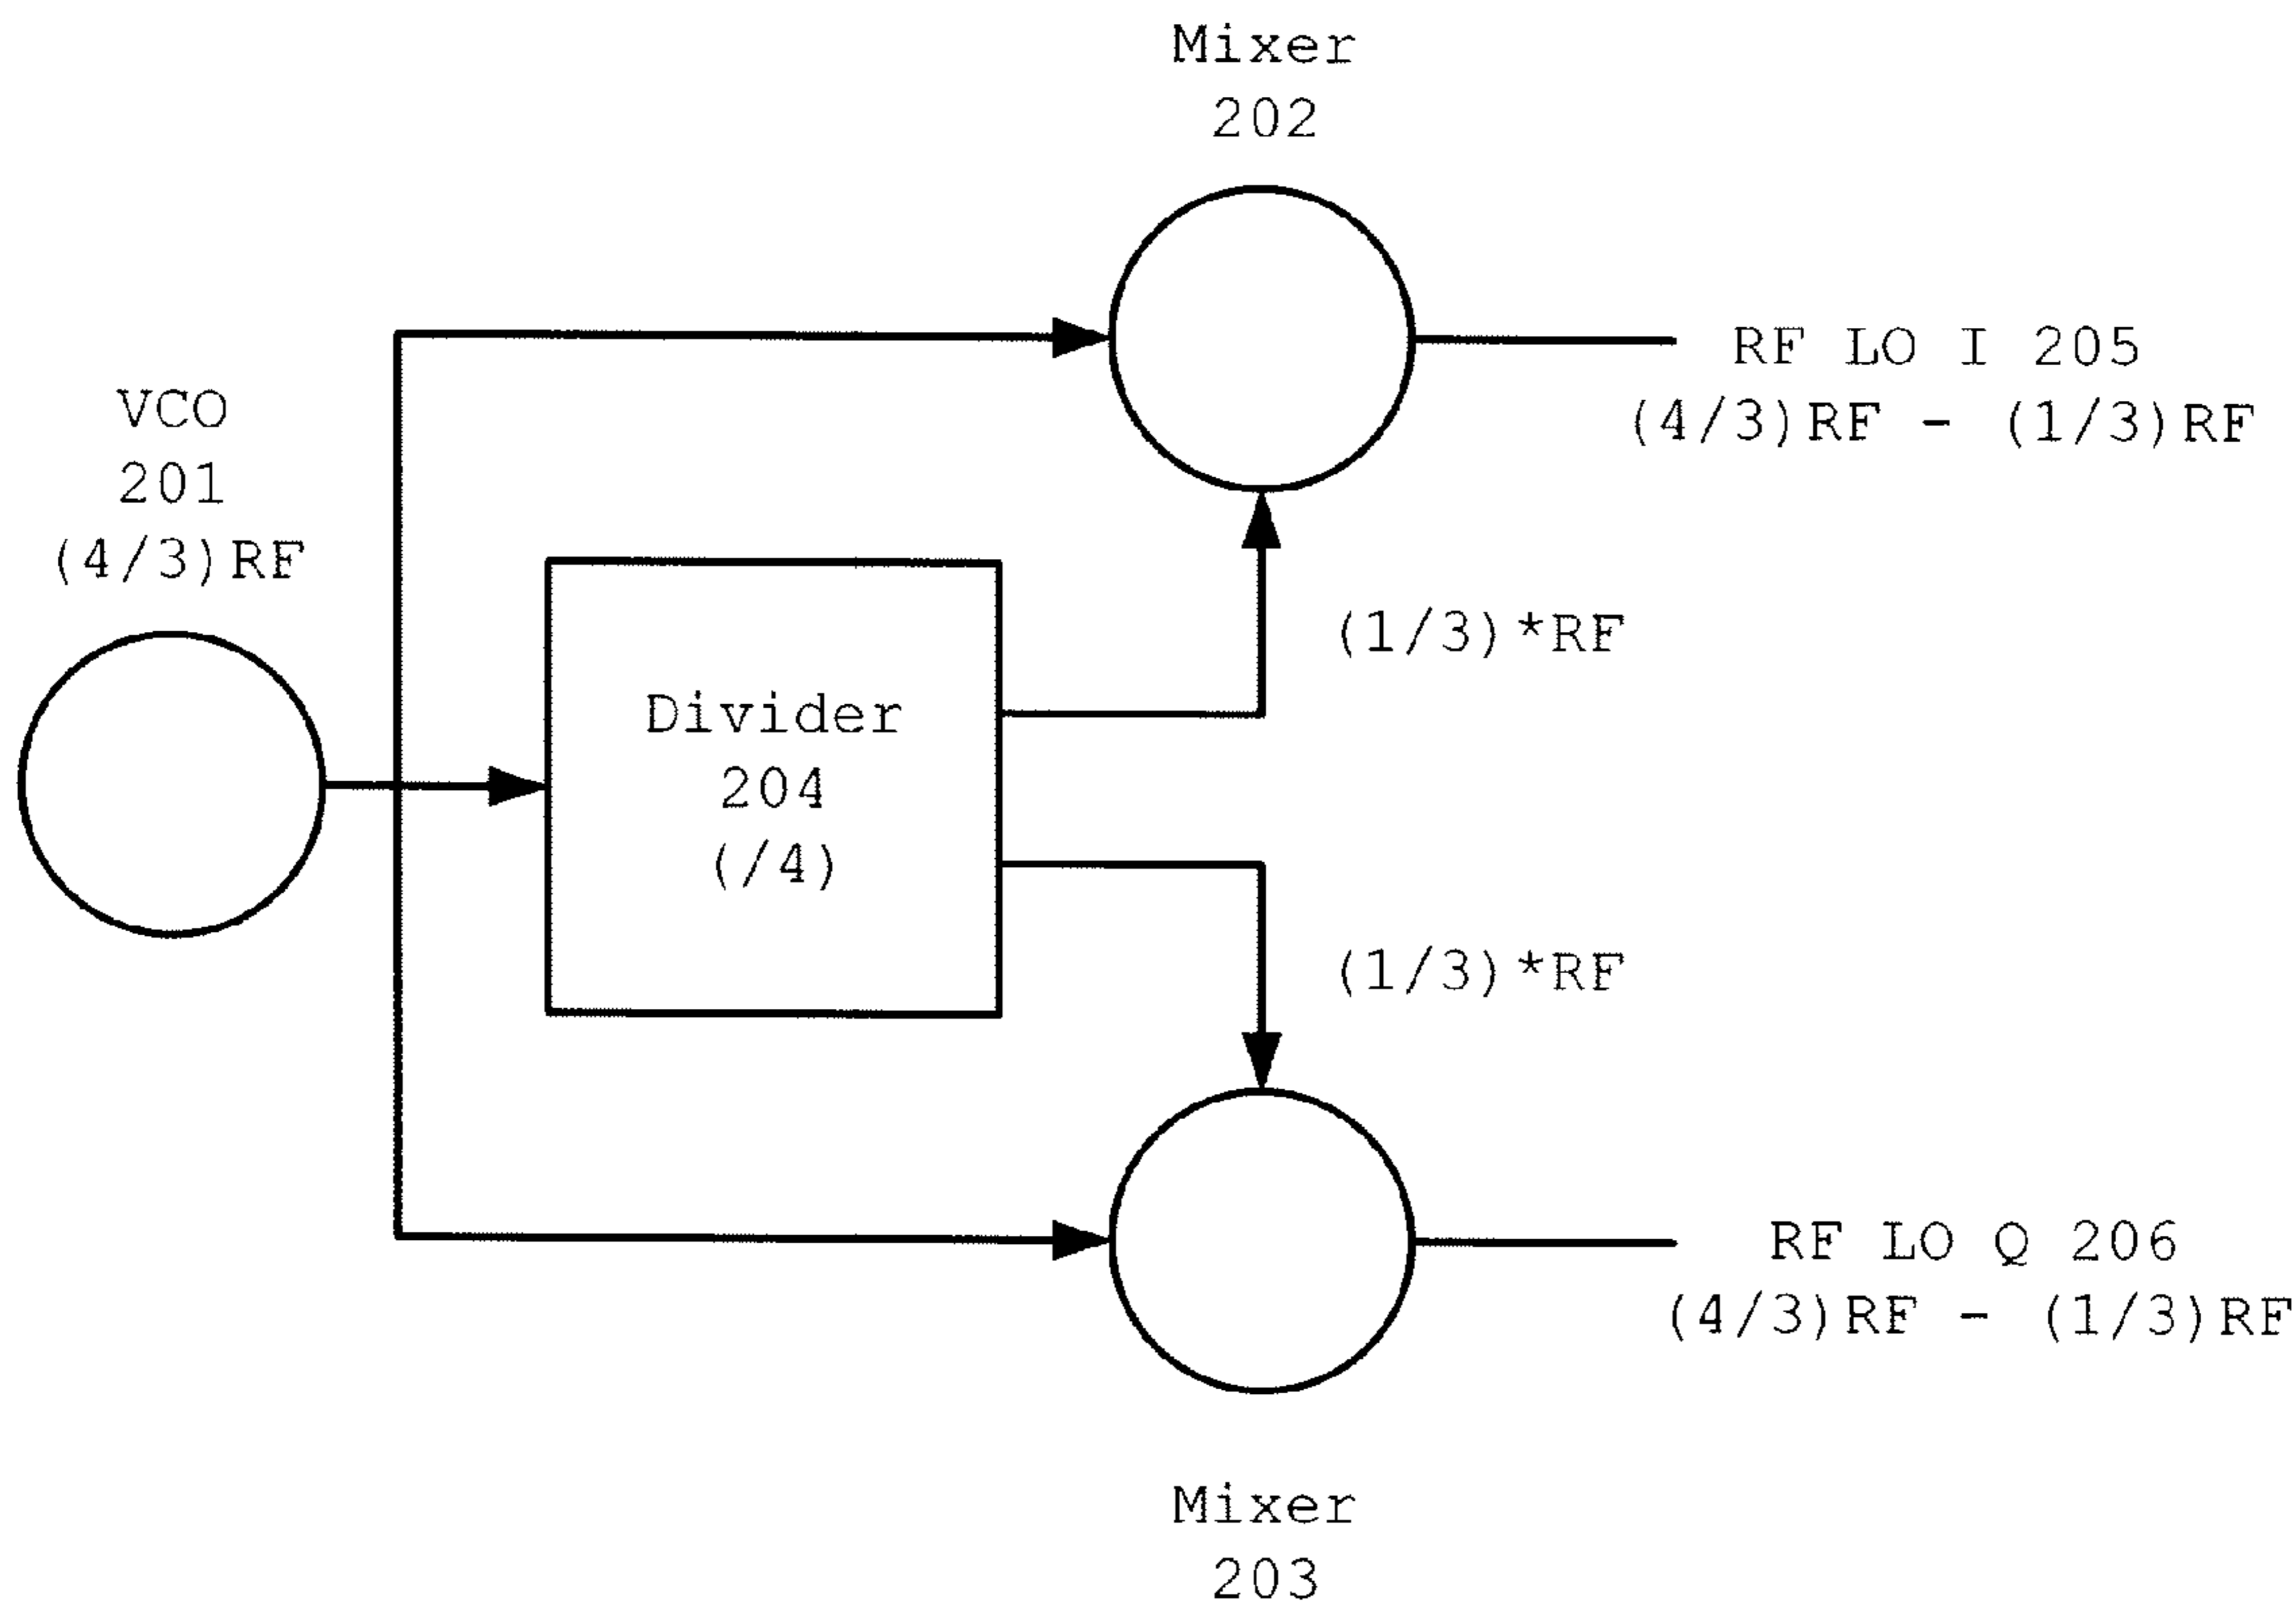 Mixer
202
RF LO I 205
(4/3)RF - (1/3)RF
VCO
201
(4/3)RF
(1/3)*RF
Divider
204
(/4)
(1/3)*RF
RF LO Q 206
(4/3)RF - (1/3)RF
Mixer
203